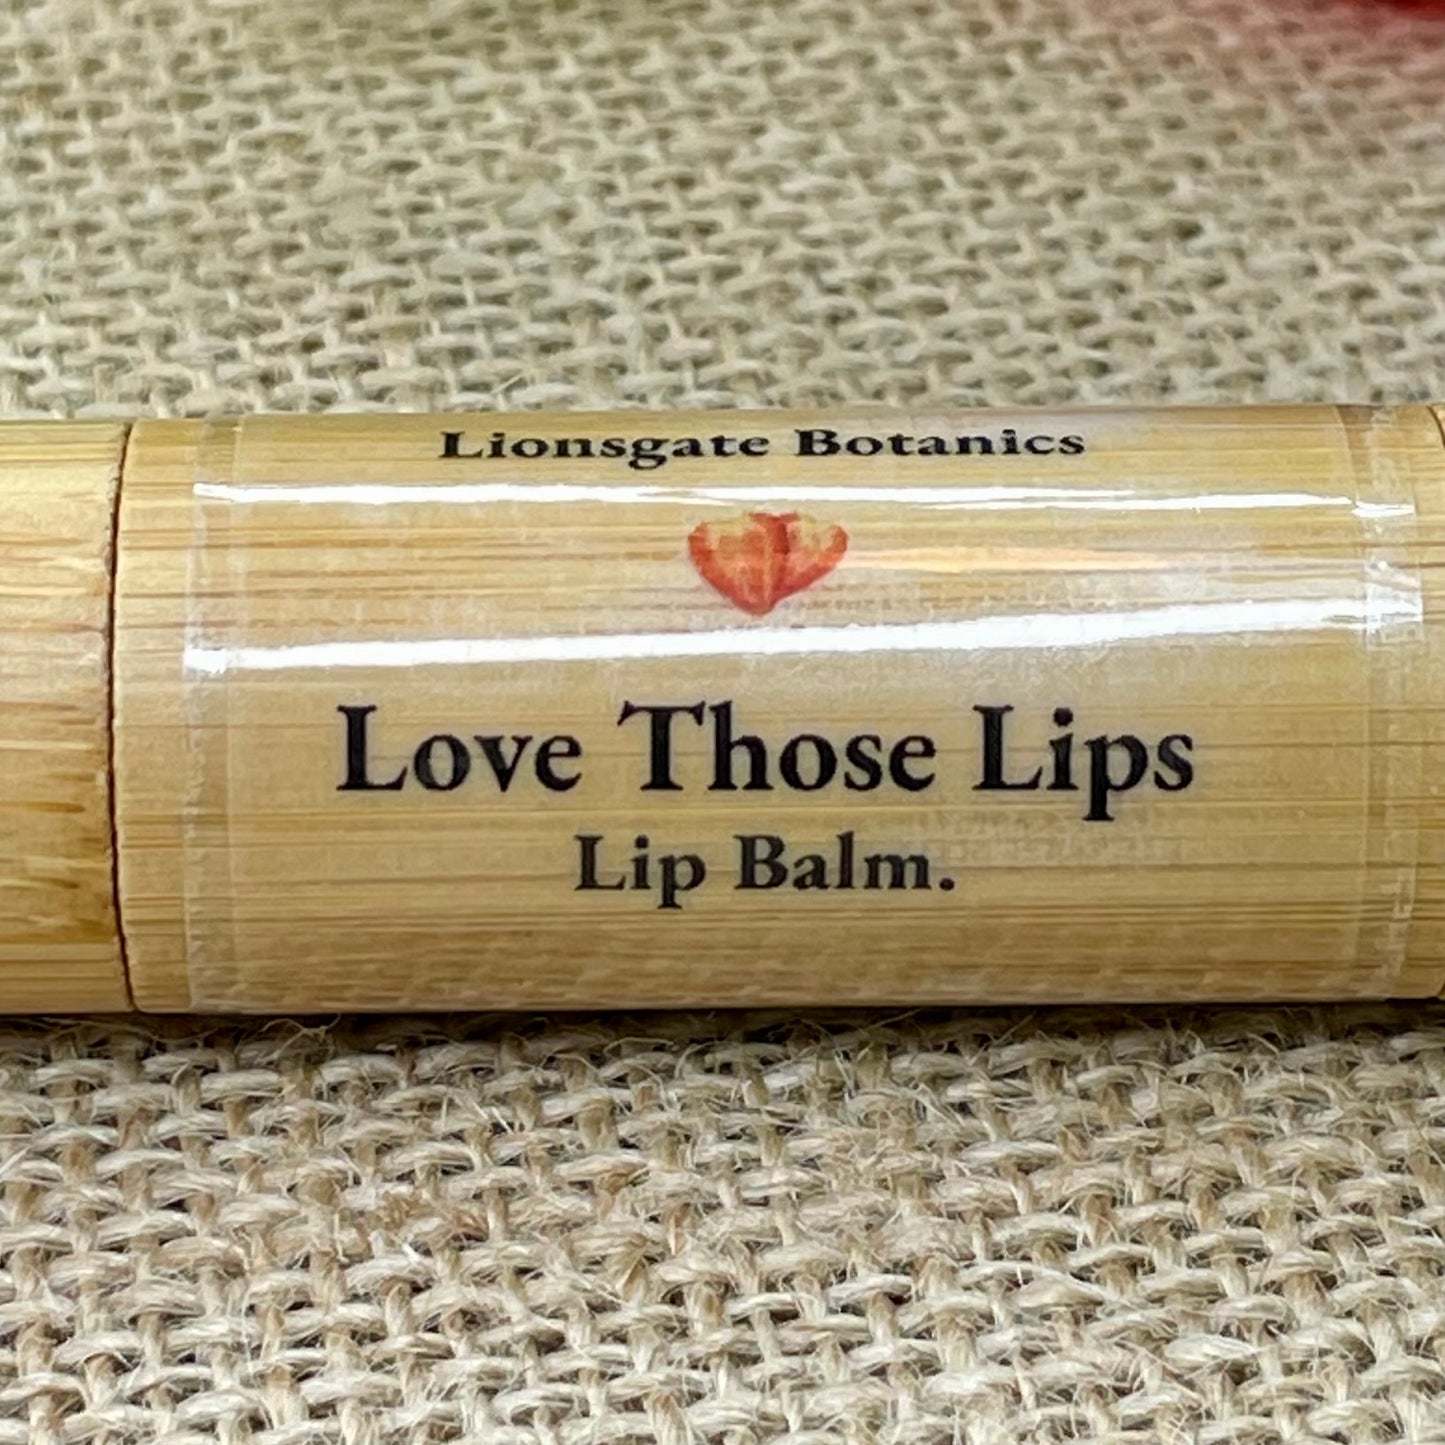 Lionsgate Botanics
Love Those Lips
Lip Balm.